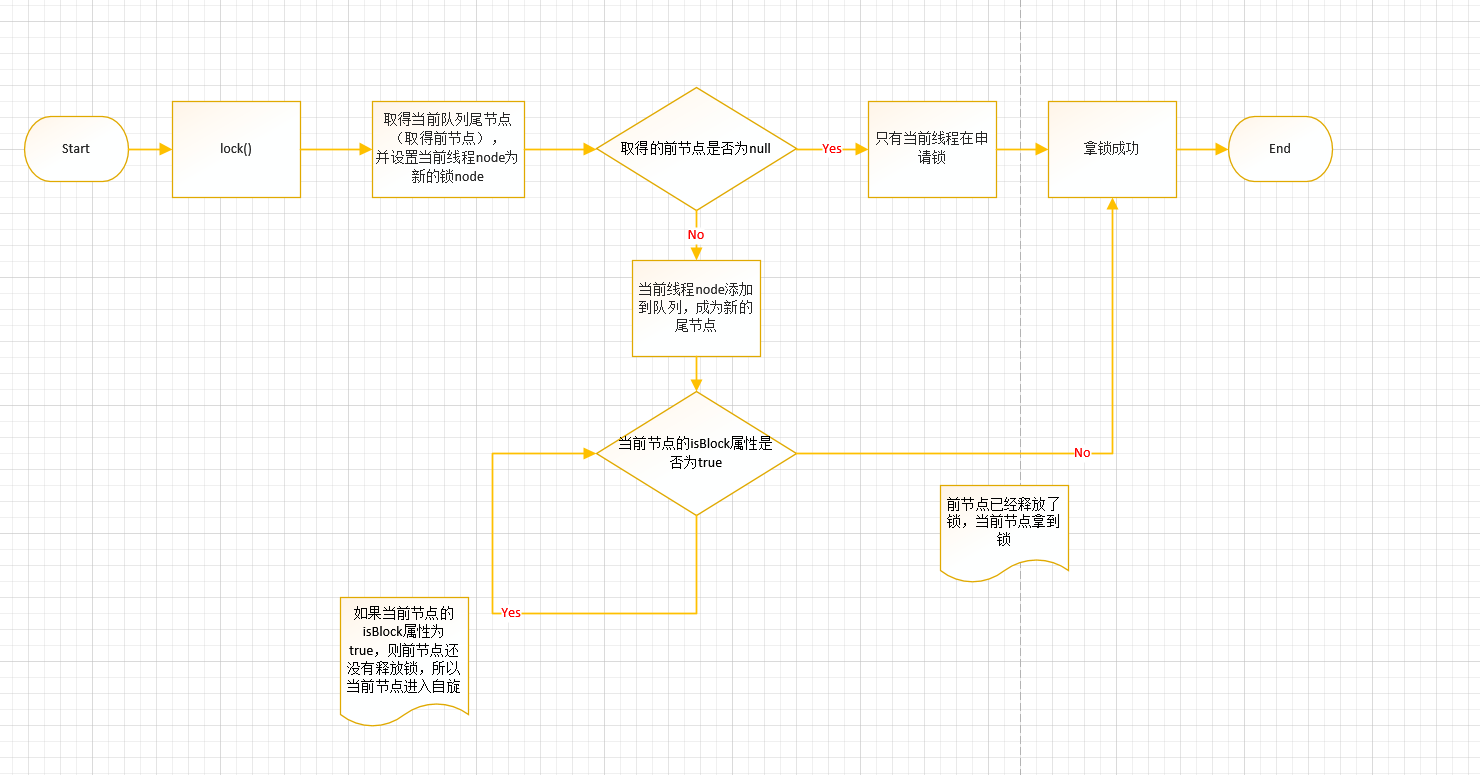 Start
lock()
取得当前队列尾节点
（取得前节点），
并设置当前线程node为
新的锁node
取得的前节点是否为null
Yes
只有当前线程在申
请锁
拿锁成功
End
No
当前线程node添加
到队列，成为新的
尾节点
当前节点的isBlock属性是
否为true
No
前节点已经释放了
锁，当前节点拿到
锁
Yes
如果当前节点的
isBlock属性为
true，则前节点还
没有释放锁，所以
当前节点进入自旋